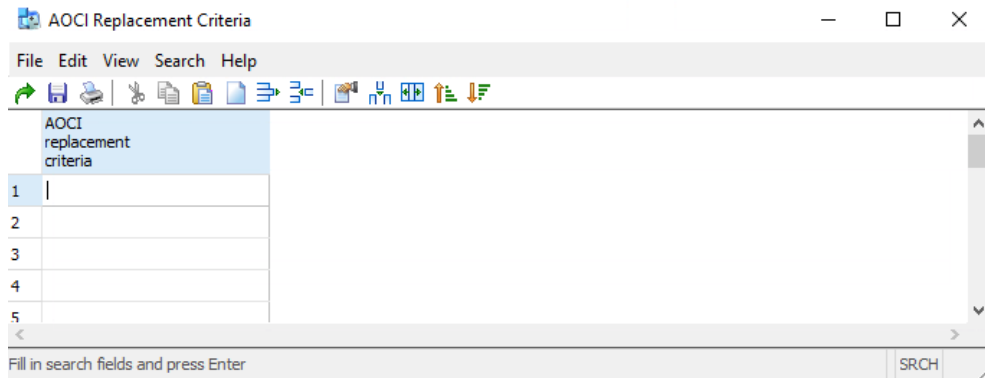 AOCI Replacement Criteria
File Edit View Search Help
AOCI
replacement
criteria
1
2
3
4
5
Fill in search fields and press Enter
SRCH